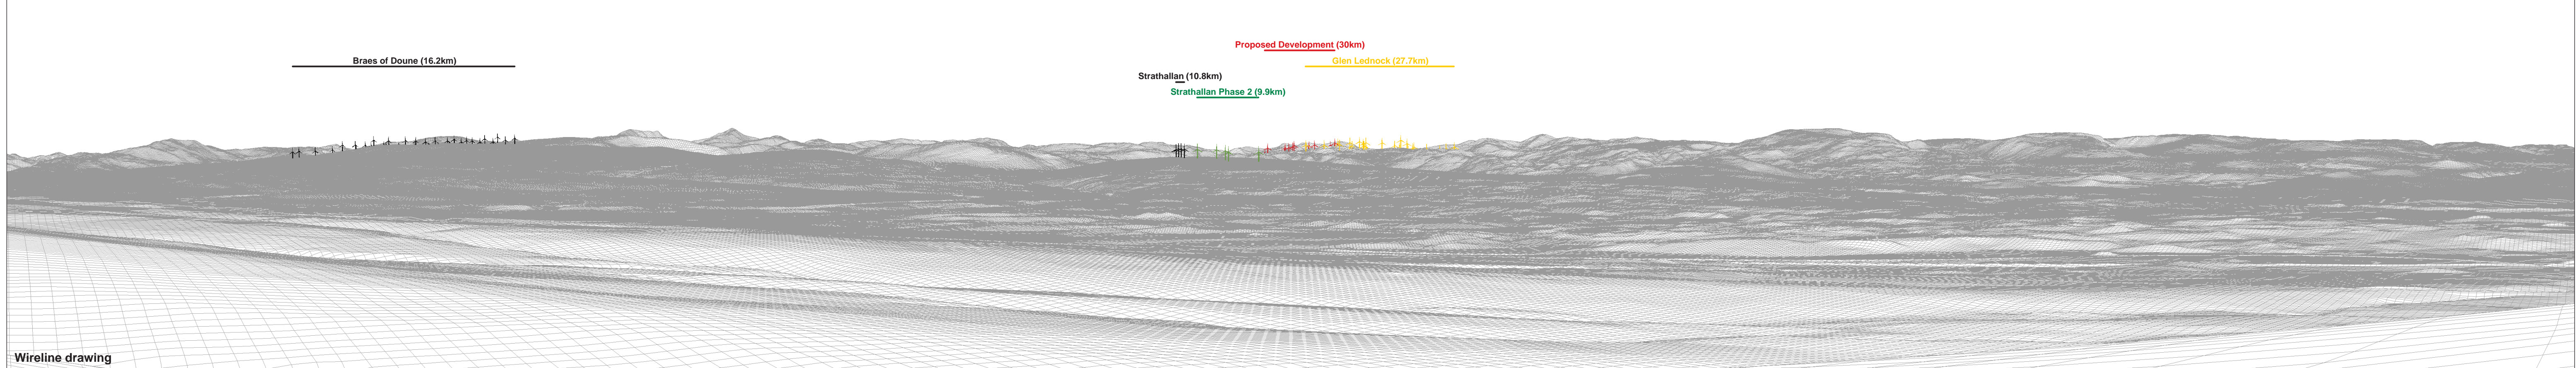 Proposed Development (30km)
Braes of Doune (16.2km)
Glen Lednock (27.7km)
Strathallan (10.8km)
Strathallan Phase 2 (9.9km)
Wireline drawing